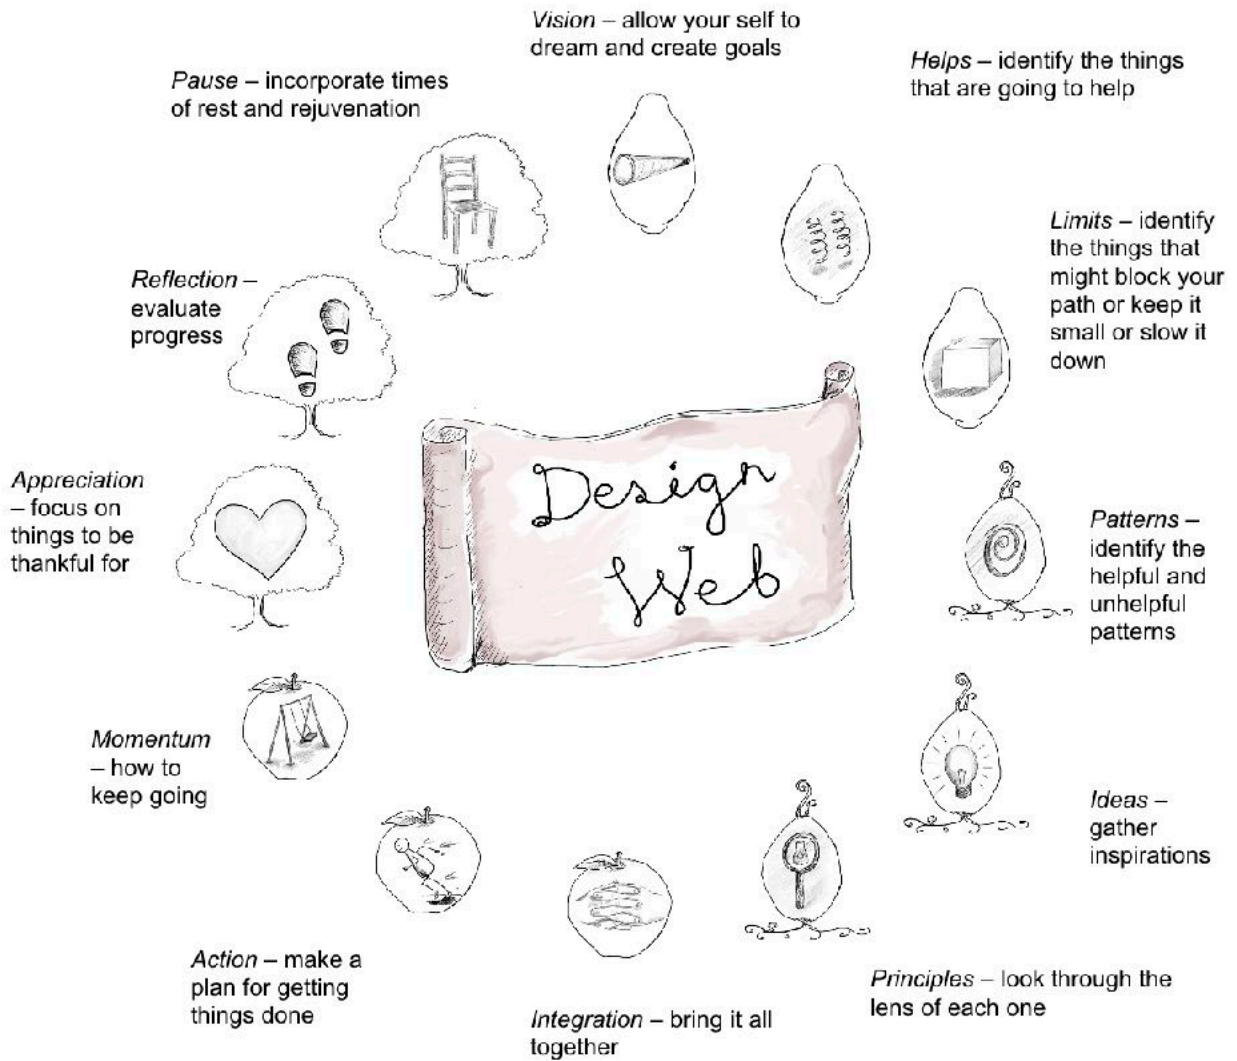 Vision – allow your self to
dream and create goals
Helps – identify the things
that are going to help
Limits – identify
the things that
might block your
path or keep it
small or slow it
down
Patterns –
identify the
helpful and
unhelpful
patterns
Ideas –
gather
inspirations
Principles – look through the
lens of each one
Integration – bring it all
together
Action – make a
plan for getting
things done
Momentum
– how to
keep going
Appreciation
– focus on
things to be
thankful for
Reflection –
evaluate
progress
Pause – incorporate times
of rest and rejuvenation
Design
Web